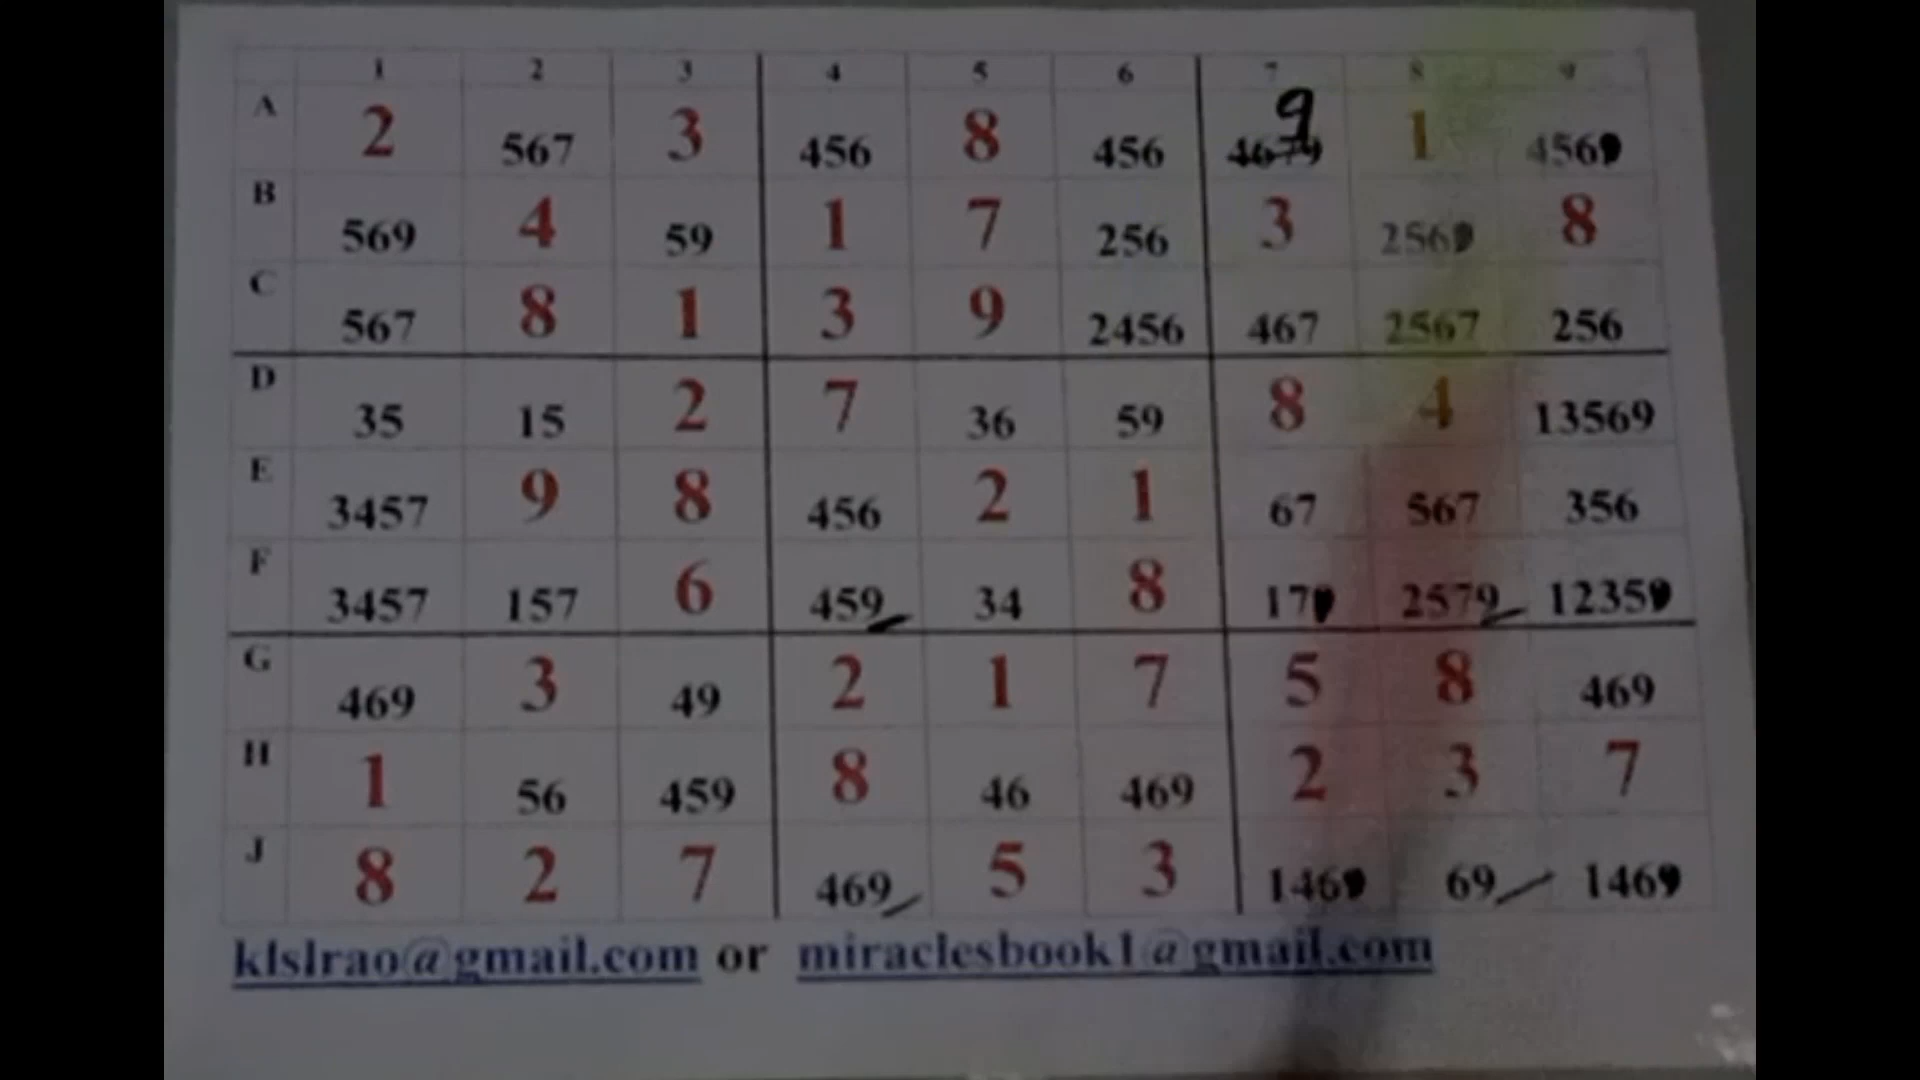 1 2 3 4 5 6 7 8 9
9
A 2 567 3 456 8 456 4679 1 4569
B 569 4 59 1 7 256 3 2569 8
C 567 8 1 3 9 2456 467 2567 256
D 35 15 2 7 36 59 8 4 13569
E 3457 9 8 456 2 1 67 567 356
F 3457 157 6 459 34 8 179 2579 12359
G 469 3 49 2 1 7 5 8 469
H 1 56 459 8 46 469 2 3 7
J 8 2 7 469 5 3 1469 69 1469
klslrao@gmail.com or miraclesbook1@gmail.com